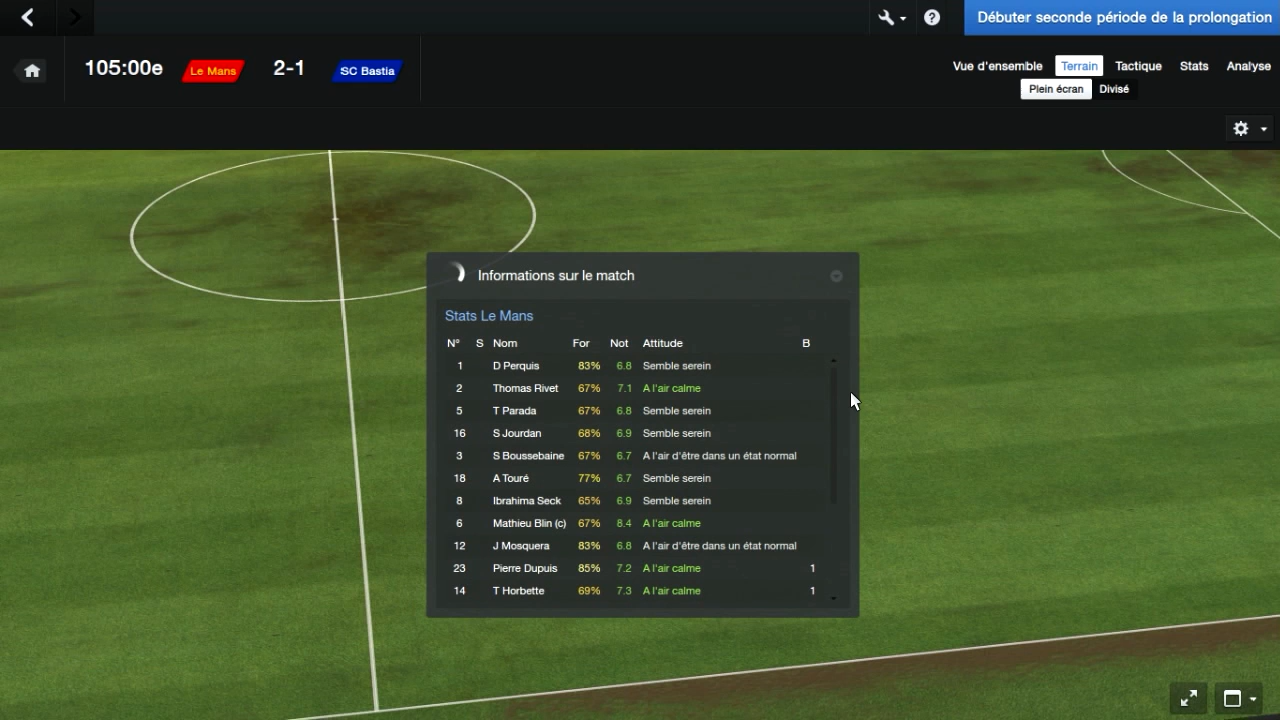 Débuter seconde période de la prolongation
105:00e Le Mans 2-1 SC Bastia
Vue d'ensemble Terrain Tactique Stats Analyse
Plein écran Divisé
Informations sur le match
Stats Le Mans
N° S Nom For Not Attitude B
1 D Perquis 83% 6.8 Semble serein
2 Thomas Rivet 67% 7.1 A l'air calme
5 T Parada 67% 6.8 Semble serein
16 S Jourdan 68% 6.9 Semble serein
3 S Boussebaine 67% 6.7 A l'air d'être dans un état normal
18 A Touré 77% 6.7 Semble serein
8 Ibrahima Seck 65% 6.9 Semble serein
6 Mathieu Blin (c) 67% 8.4 A l'air calme
12 J Mosquera 83% 6.8 A l'air d'être dans un état normal
23 Pierre Dupuis 85% 7.2 A l'air calme 1
14 T Horbette 69% 7.3 A l'air calme 1